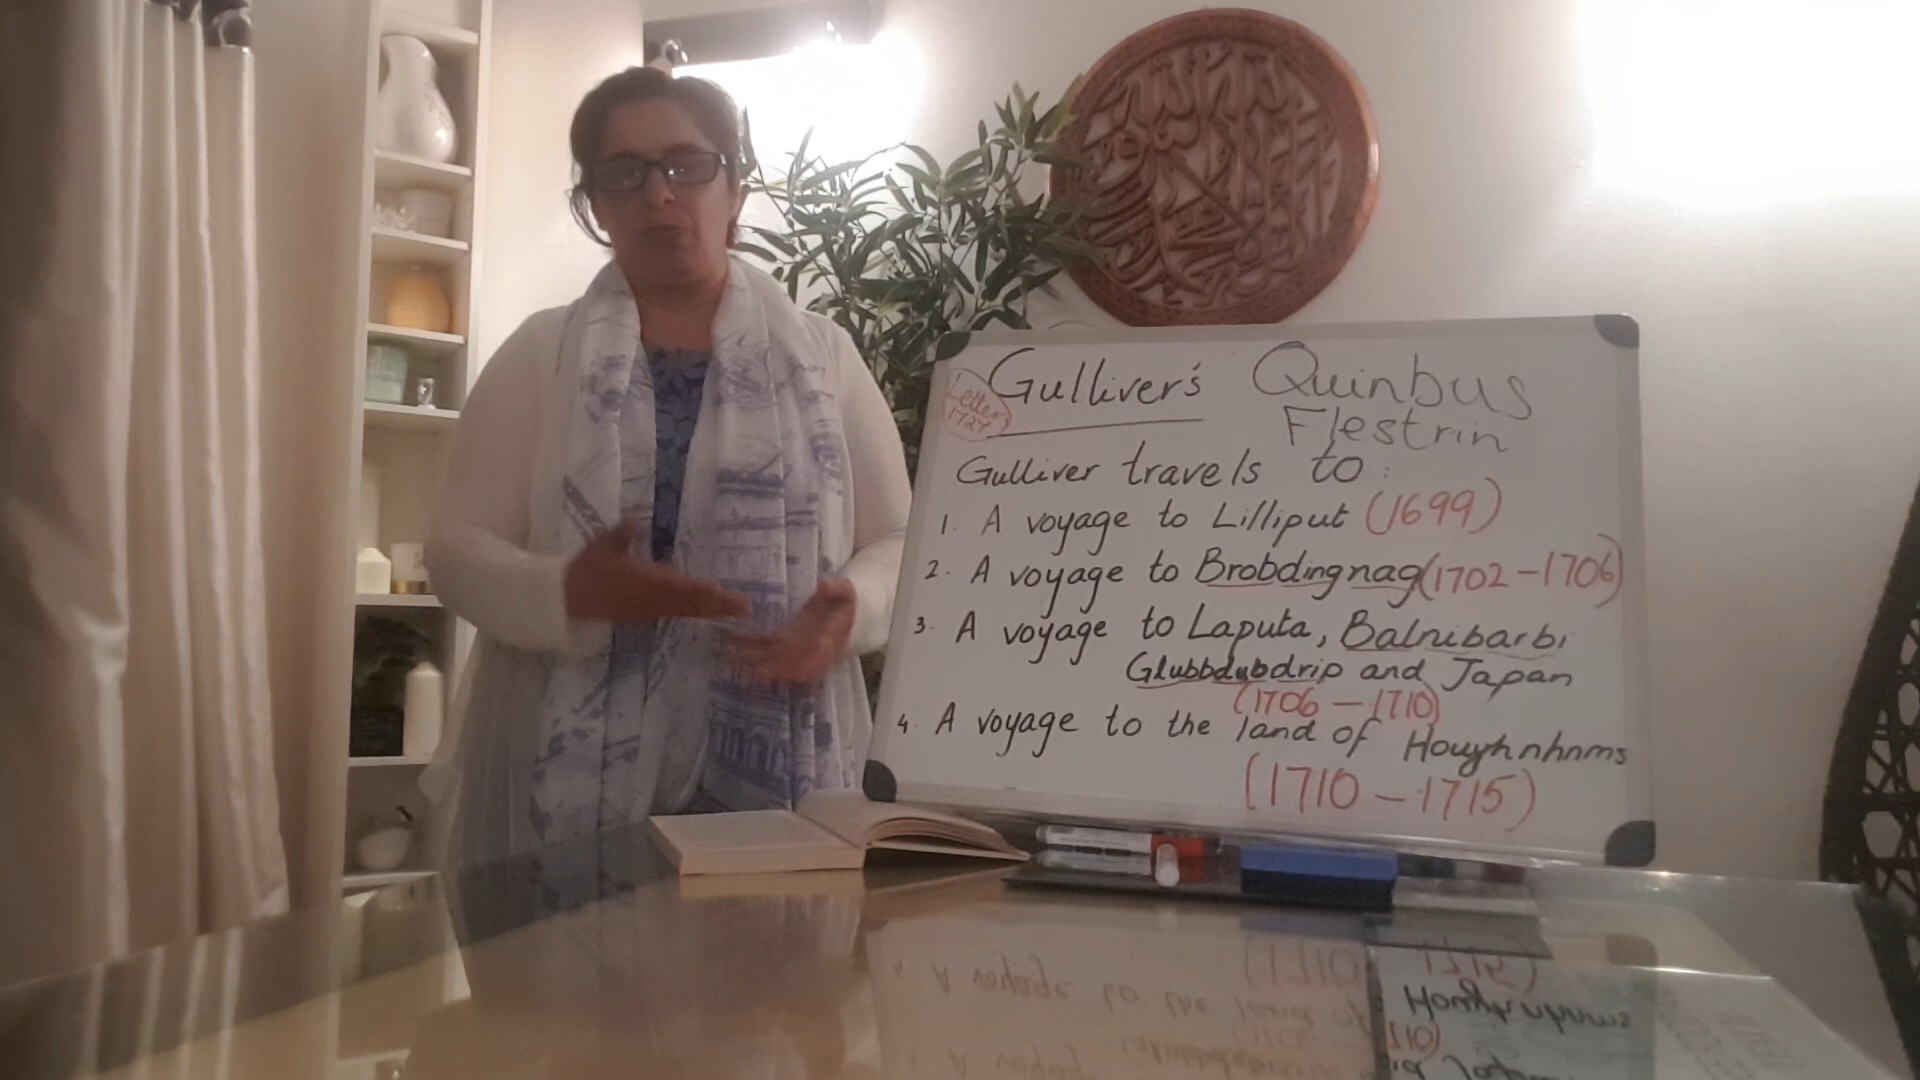 Gulliver's Quinbus
Flestrin
Letter
1727
Gulliver travels to:
1. A voyage to Lilliput (1699)
2. A voyage to Brobdingnag (1702-1706)
3. A voyage to Laputa, Balnibarbi
Glubbdubdrip and Japan
(1706-1710)
4. A voyage to the land of Houyhnhnms
(1710-1715)